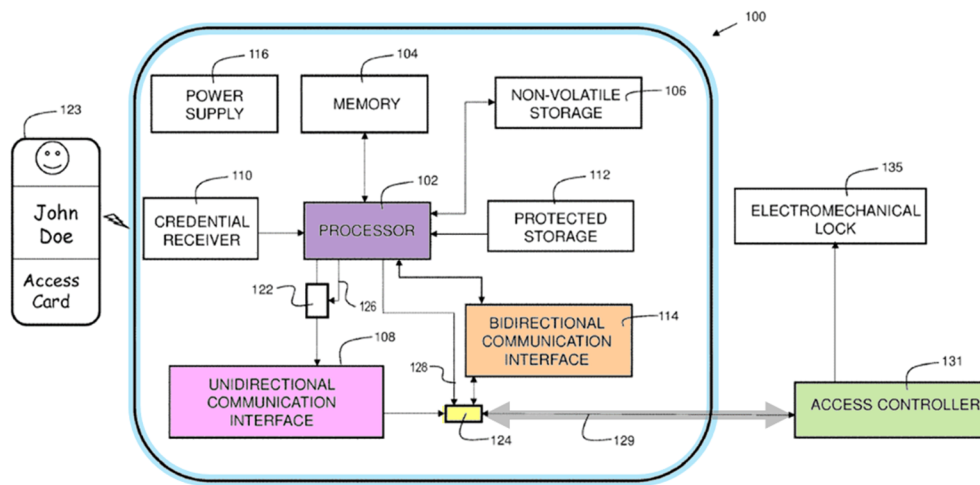 100
116
POWER
SUPPLY
104
MEMORY
NON-VOLATILE
STORAGE
106
123
John
Doe
Access
Card
110
CREDENTIAL
RECEIVER
102
PROCESSOR
112
PROTECTED
STORAGE
135
ELECTROMECHANICAL
LOCK
122
126
108
UNIDIRECTIONAL
COMMUNICATION
INTERFACE
BIDIRECTIONAL
COMMUNICATION
INTERFACE
114
128
124
129
131
ACCESS CONTROLLER